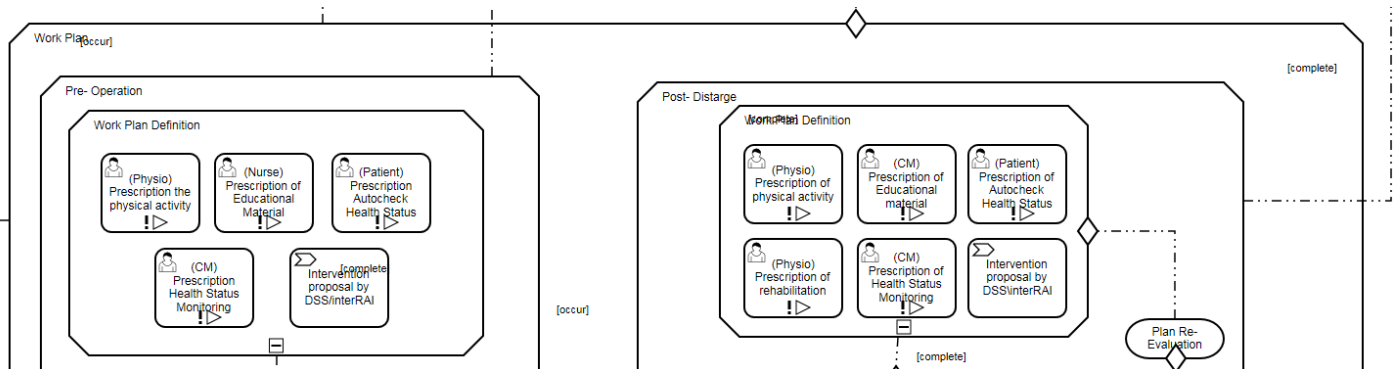 Work Plan
[occur]
[complete]
Pre- Operation
Work Plan Definition
(Physio)
Prescription the
physical activity
(Nurse)
Prescription of
Educational
Material
(Patient)
Prescription
Autocheck
Health Status
(CM)
Prescription
Health Status
Monitoring
[complete]
Intervention
proposal by
DSS/interRAI
[occur]
Post- Distarge
Work Plan Definition
[complete]
(Physio)
Prescription of
physical activity
(CM)
Prescription of
Educational
material
(Patient)
Prescription of
Autocheck
Health Status
(Physio)
Prescription of
rehabilitation
(CM)
Prescription of
Health Status
Monitoring
Intervention
proposal by
DSS\interRAI
[complete]
Plan Re-
Evaluation